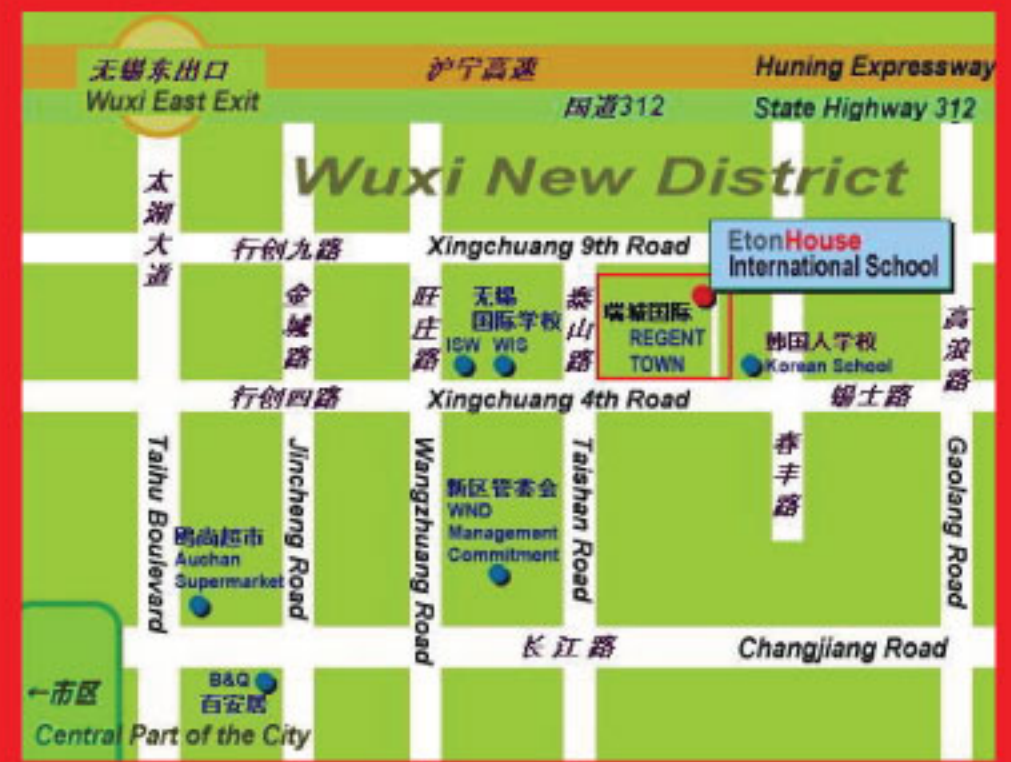 无锡东出口
Wuxi East Exit
沪宁高速
Huning Expressway
国道312
State Highway 312
Wuxi New District
太湖大道
行创九路
Xingchuang 9th Road
EtonHouse
International School
金城路
旺庄路
无锡
国际学校
ISW WIS
泰山路
瑞城国际
REGENT
TOWN
韩国人学校
Korean School
高浪路
行创四路
Xingchuang 4th Road
锡士路
春丰路
Taihu Boulevard
Jincheng Road
Wangzhuang Road
Taishan Road
Gaolang Road
新区管委会
WND
Management
Commitment
欧尚超市
Auchan
Supermarket
长江路
Changjiang Road
B&Q
百安居
←市区
Central Part of the City